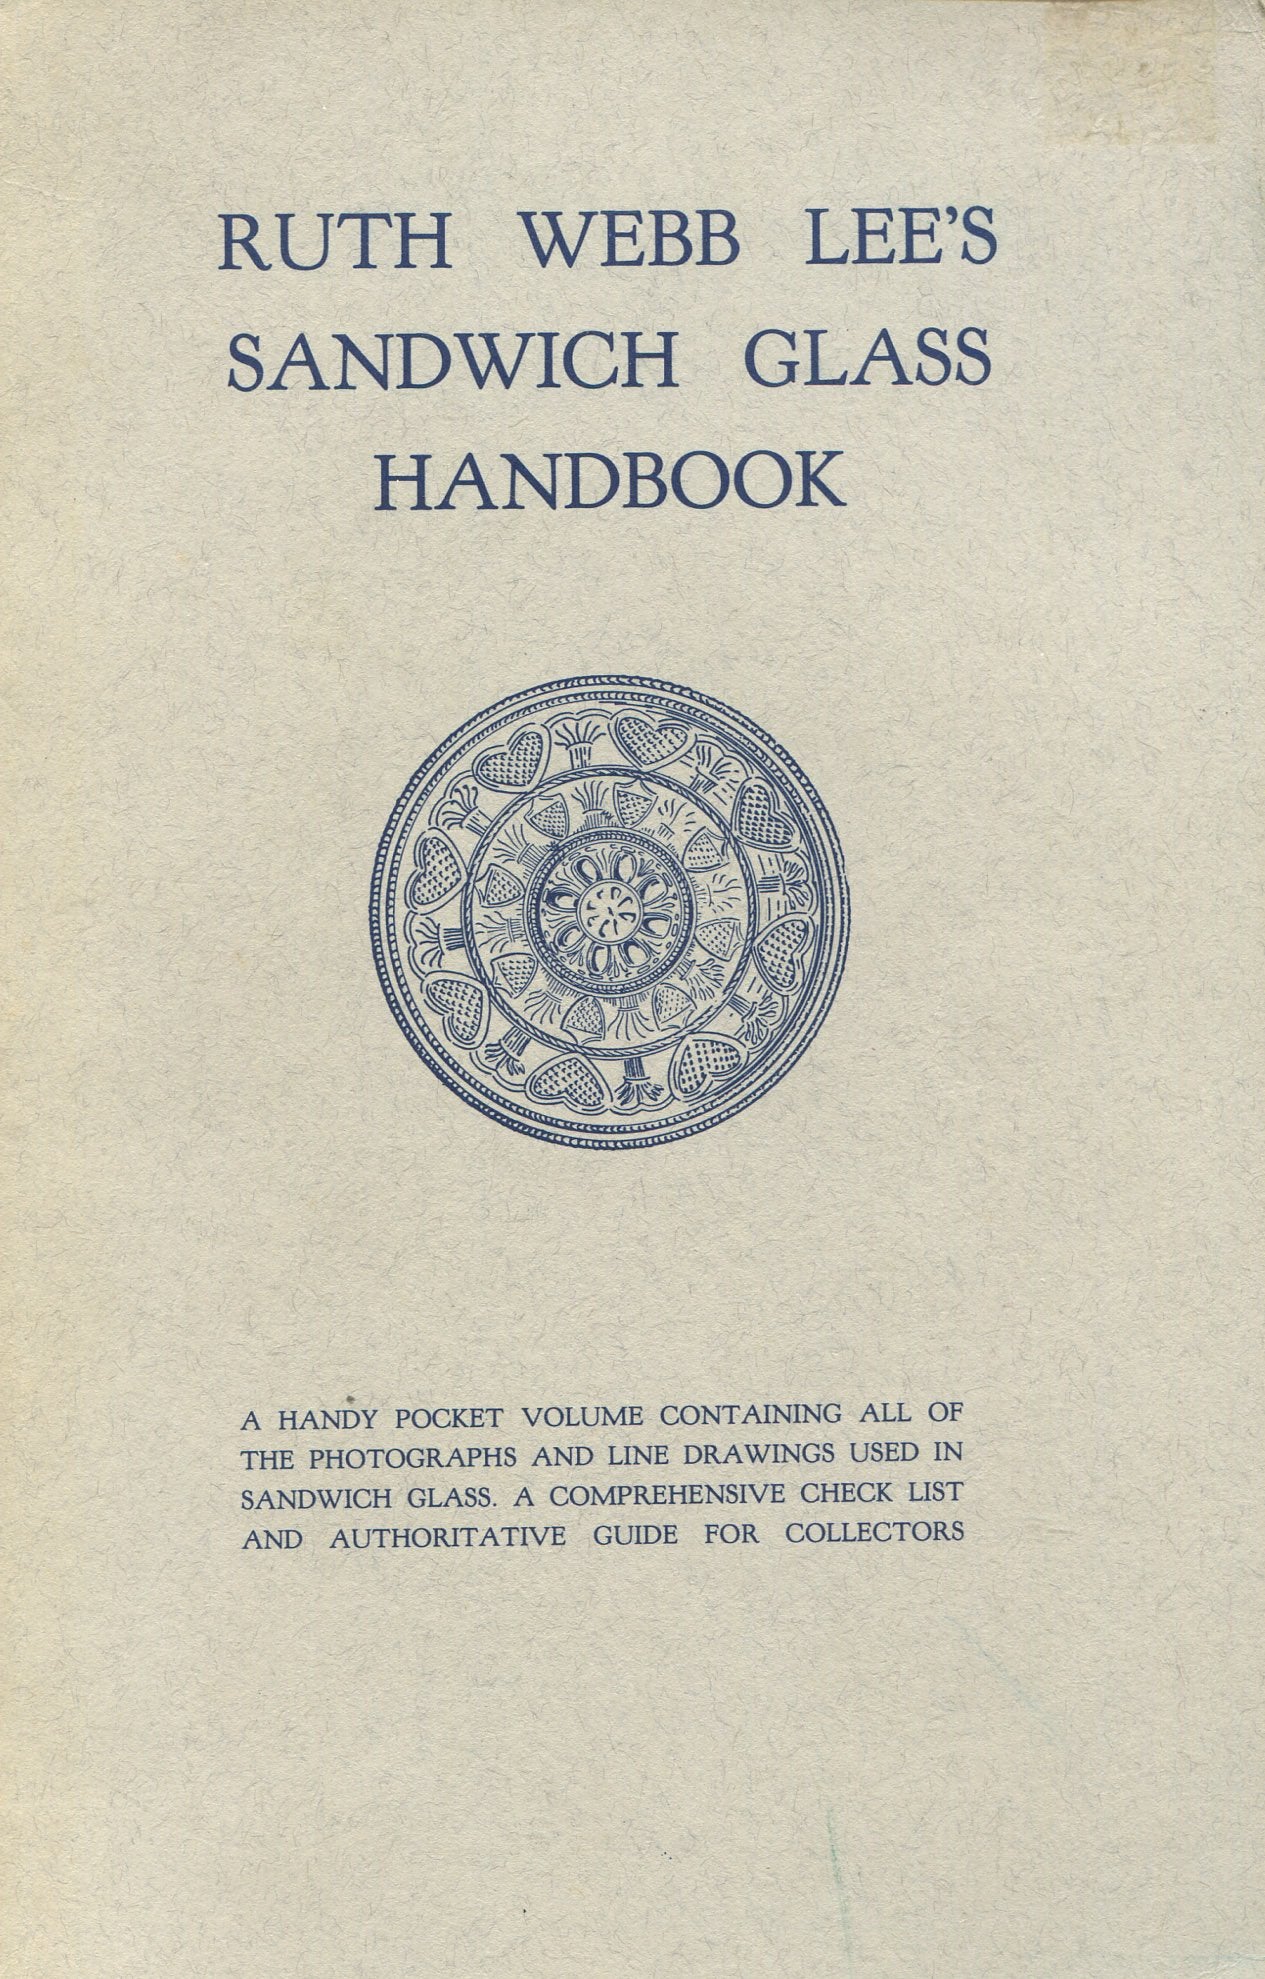 RUTH WEBB LEE'S
SANDWICH GLASS
HANDBOOK
A HANDY POCKET VOLUME CONTAINING ALL OF
THE PHOTOGRAPHS AND LINE DRAWINGS USED IN
SANDWICH GLASS. A COMPREHENSIVE CHECK LIST
AND AUTHORITATIVE GUIDE FOR COLLECTORS